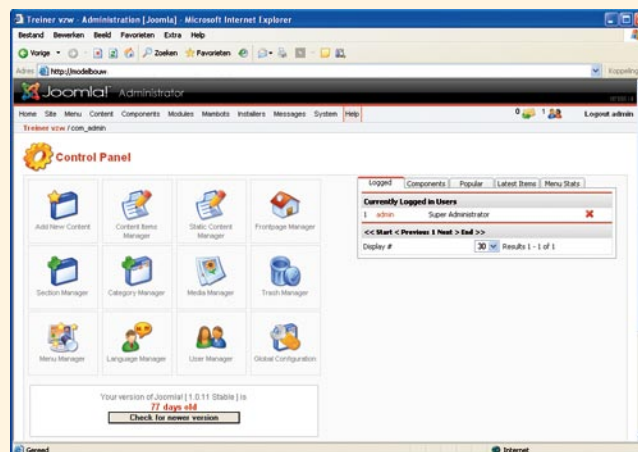 Treiner vzw - Administration [Joomla] - Microsoft Internet Explorer
Bestand Bewerken Beeld Favorieten Extra Help
Vorige Zoeken Favorieten
Adres http://modelbouw Koppeling
Joomla! Administrator
Home Site Menu Content Components Modules Mambots Installers Messages System Help 0 1 Logout admin
Treiner vzw / com_admin
Control Panel
Logged Components Popular Latest Items Menu Stats
Currently Logged in Users
1 admin Super Administrator
<< Start < Previous 1 Next > End >>
Display # 30 Results 1 - 1 of 1
Add New Content Content Items Manager Static Content Manager Frontpage Manager
Section Manager Category Manager Media Manager Trash Manager
Menu Manager Language Manager User Manager Global Configuration
Your version of Joomla! [ 1.0.11 Stable ] is
77 days old
Check for newer version
Gereed Internet